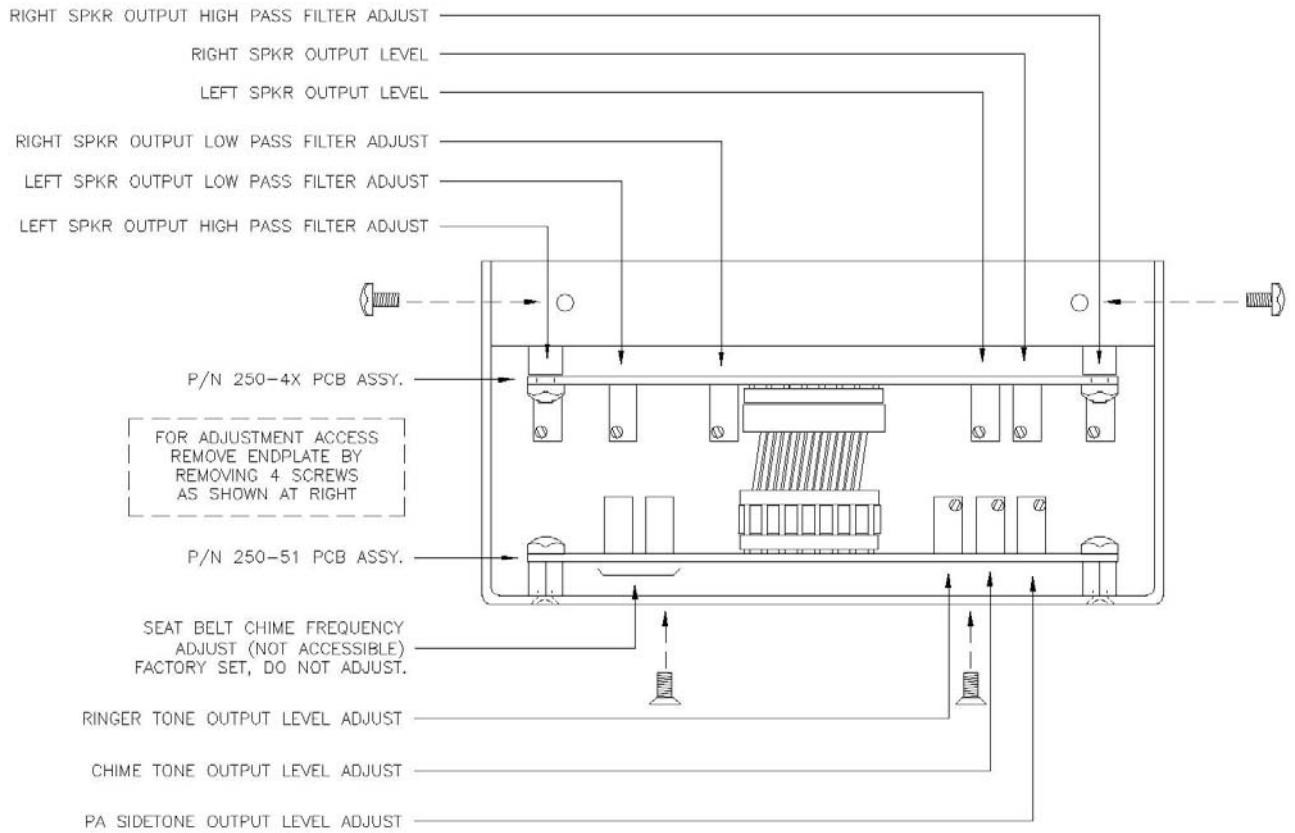 RIGHT SPKR OUTPUT HIGH PASS FILTER ADJUST
RIGHT SPKR OUTPUT LEVEL
LEFT SPKR OUTPUT LEVEL
RIGHT SPKR OUTPUT LOW PASS FILTER ADJUST
LEFT SPKR OUTPUT LOW PASS FILTER ADJUST
LEFT SPKR OUTPUT HIGH PASS FILTER ADJUST
P/N 250-4X PCB ASSY.
FOR ADJUSTMENT ACCESS
REMOVE ENDPLATE BY
REMOVING 4 SCREWS
AS SHOWN AT RIGHT
P/N 250-51 PCB ASSY.
SEAT BELT CHIME FREQUENCY
ADJUST (NOT ACCESSIBLE)
FACTORY SET, DO NOT ADJUST.
RINGER TONE OUTPUT LEVEL ADJUST
CHIME TONE OUTPUT LEVEL ADJUST
PA SIDETONE OUTPUT LEVEL ADJUST